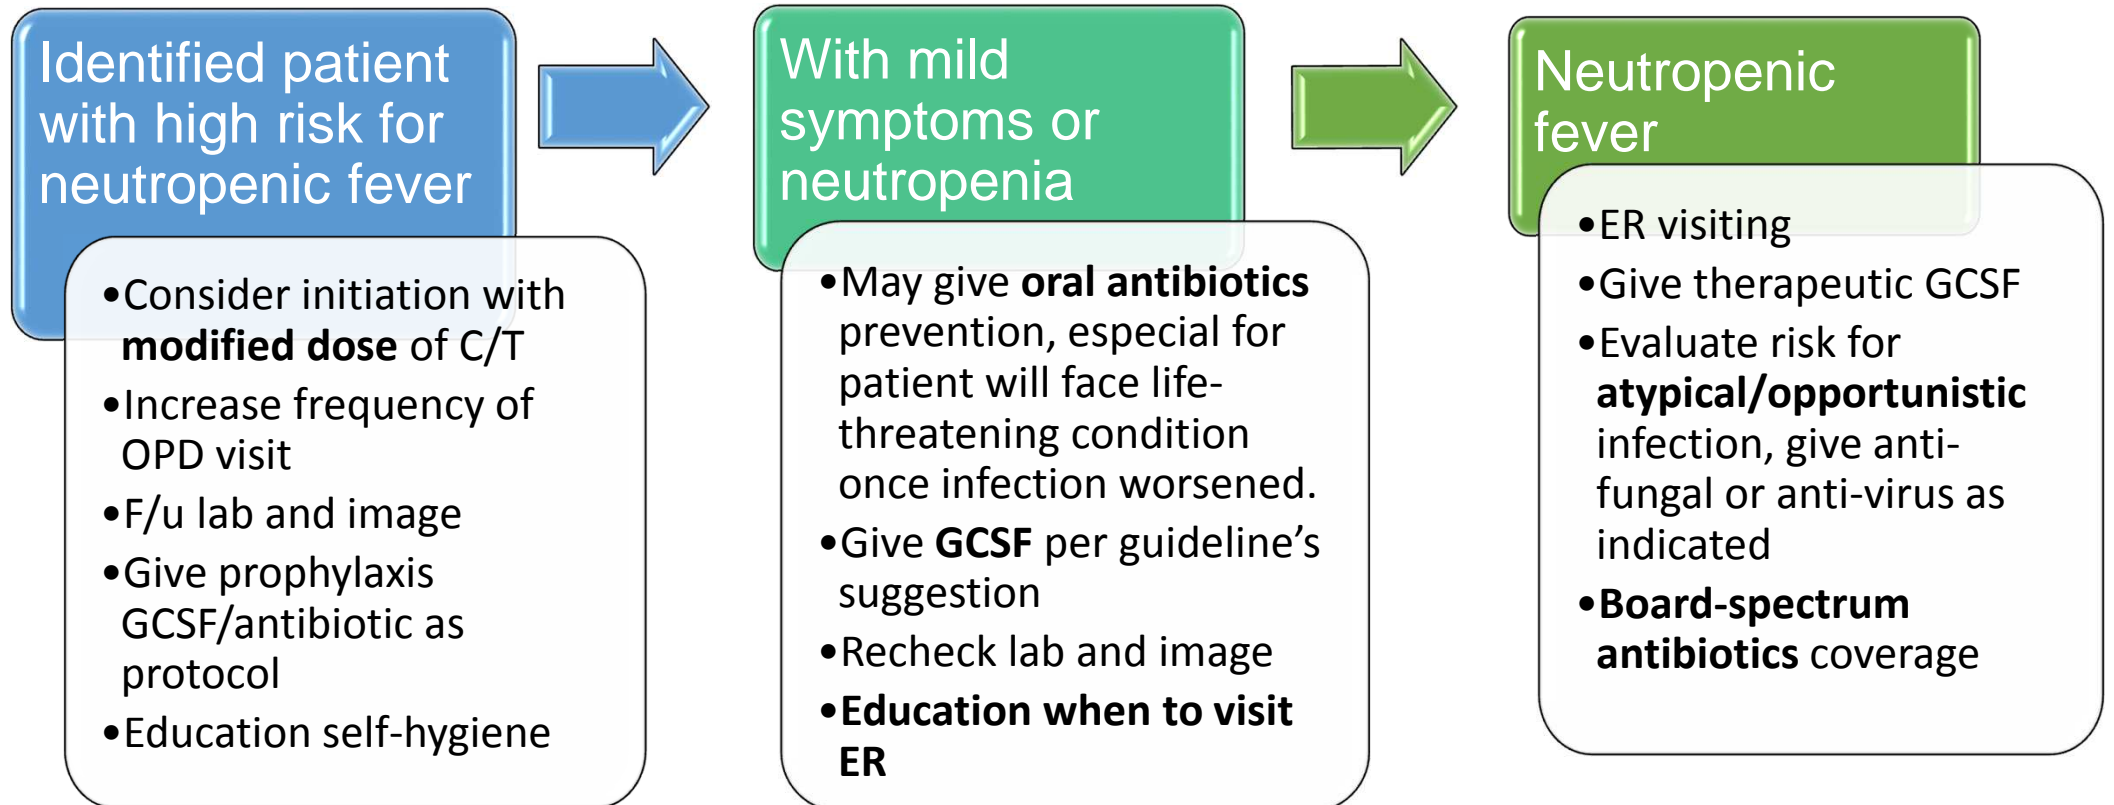 Identified patient
with high risk for
neutropenic fever
•Consider initiation with
modified dose of C/T
•Increase frequency of
OPD visit
•F/u lab and image
•Give prophylaxis
GCSF/antibiotic as
protocol
•Education self-hygiene
With mild
symptoms or
neutropenia
•May give oral antibiotics
prevention, especial for
patient will face life-
threatening condition
once infection worsened.
•Give GCSF per guideline’s
suggestion
•Recheck lab and image
•Education when to visit
ER
Neutropenic
fever
•ER visiting
•Give therapeutic GCSF
•Evaluate risk for
atypical/opportunistic
infection, give anti-
fungal or anti-virus as
indicated
•Board-spectrum
antibiotics coverage